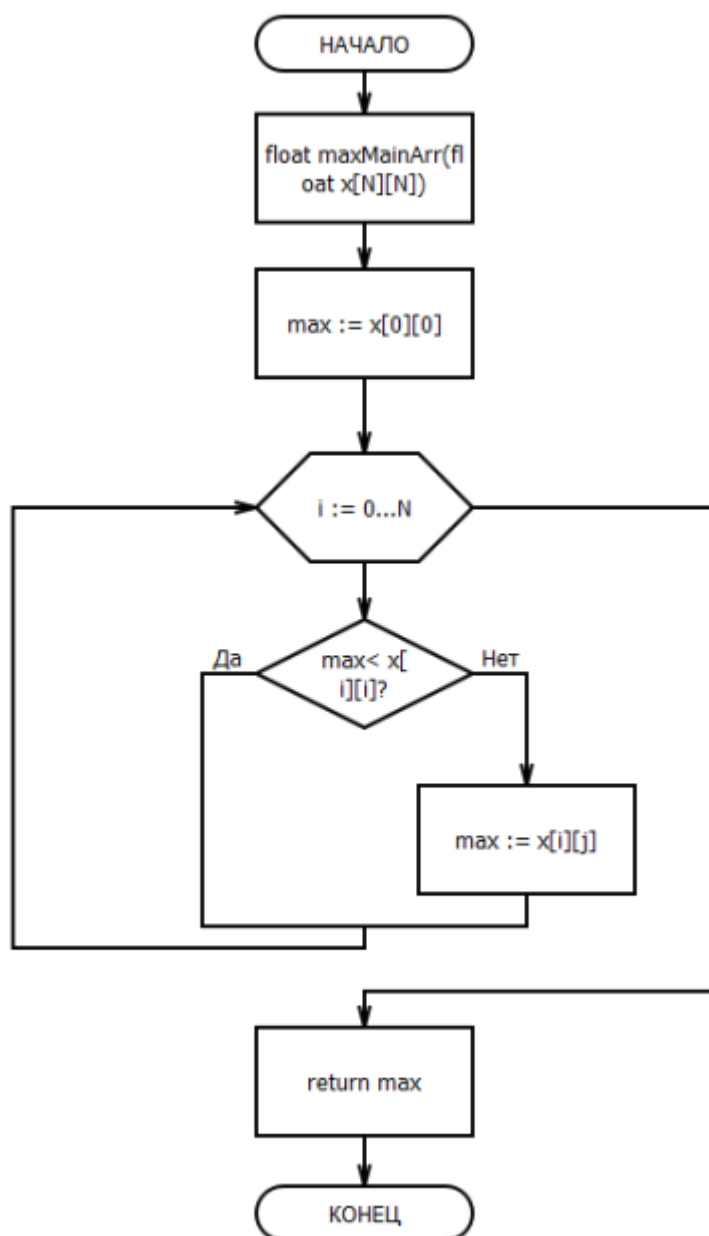 НАЧАЛО
float maxMainArr(fl
oat x[N][N])
max := x[0][0]
i := 0...N
Да
max< x[
i][i]?
Нет
max := x[i][j]
return max
КОНЕЦ